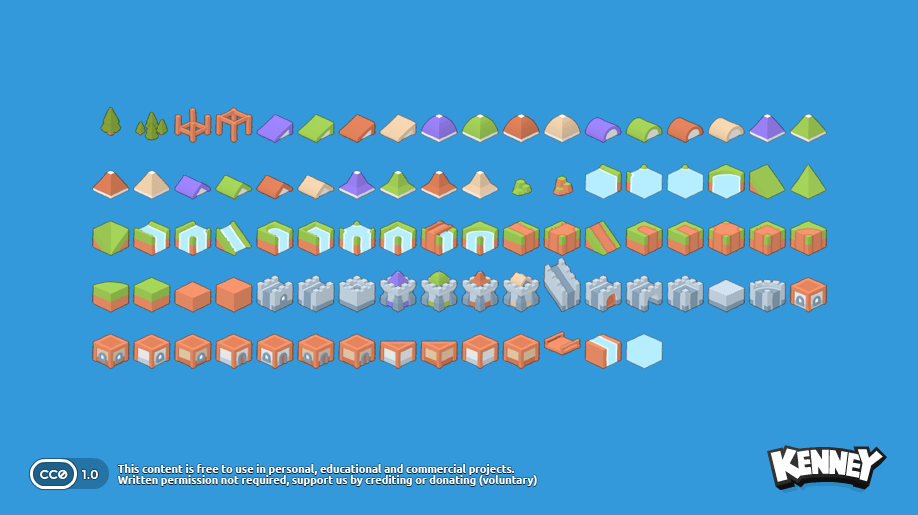 CC0 1.0
This content is free to use in personal, educational and commercial projects.
Written permission not required, support us by crediting or donating (voluntary)
KENNEY